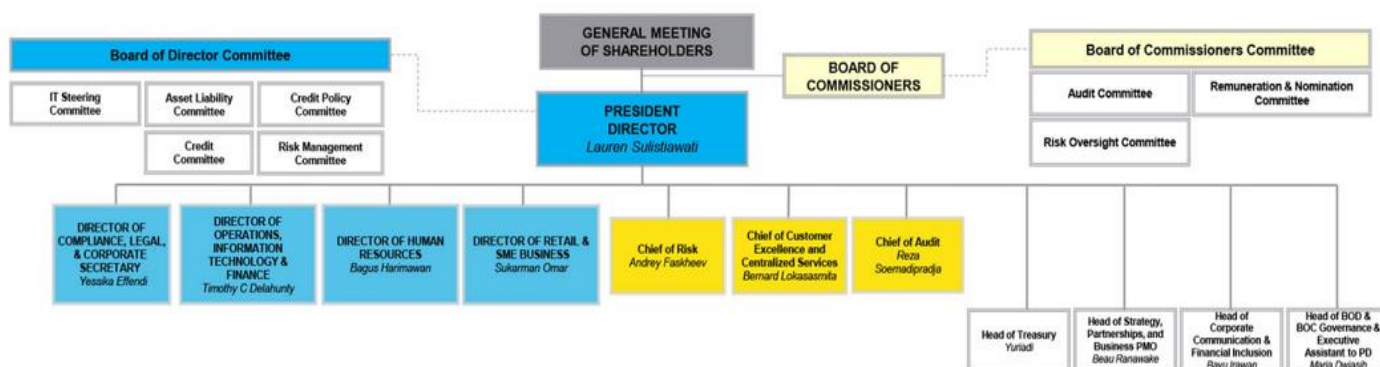 GENERAL MEETING
OF SHAREHOLDERS
Board of Director Committee
Board of Commissioners Committee
BOARD OF
COMMISSIONERS
IT Steering
Committee
Asset Liability
Committee
Credit Policy
Committee
Credit
Committee
Risk Management
Committee
PRESIDENT
DIRECTOR
Lauren Sulistiawati
Audit Committee
Remuneration & Nomination
Committee
Risk Oversight Committee
DIRECTOR OF
COMPLIANCE, LEGAL,
& CORPORATE
SECRETARY
Yessika Effendi
DIRECTOR OF
OPERATIONS,
INFORMATION
TECHNOLOGY &
FINANCE
Timothy C Delahunty
DIRECTOR OF HUMAN
RESOURCES
Bagus Harimawan
DIRECTOR OF RETAIL &
SME BUSINESS
Sukarman Omar
Chief of Risk
Andrey Faskheev
Chief of Customer
Excellence and
Centralized Services
Bernard Lokasasmita
Chief of Audit
Reza
Soemadipradja
Head of Treasury
Yuriadi
Head of Strategy,
Partnerships, and
Business PMO
Beau Ranawake
Head of
Corporate
Communication &
Financial Inclusion
Bayu Irawan
Head of BOD &
BOC Governance &
Executive
Assistant to PD
Maria Dwiasih